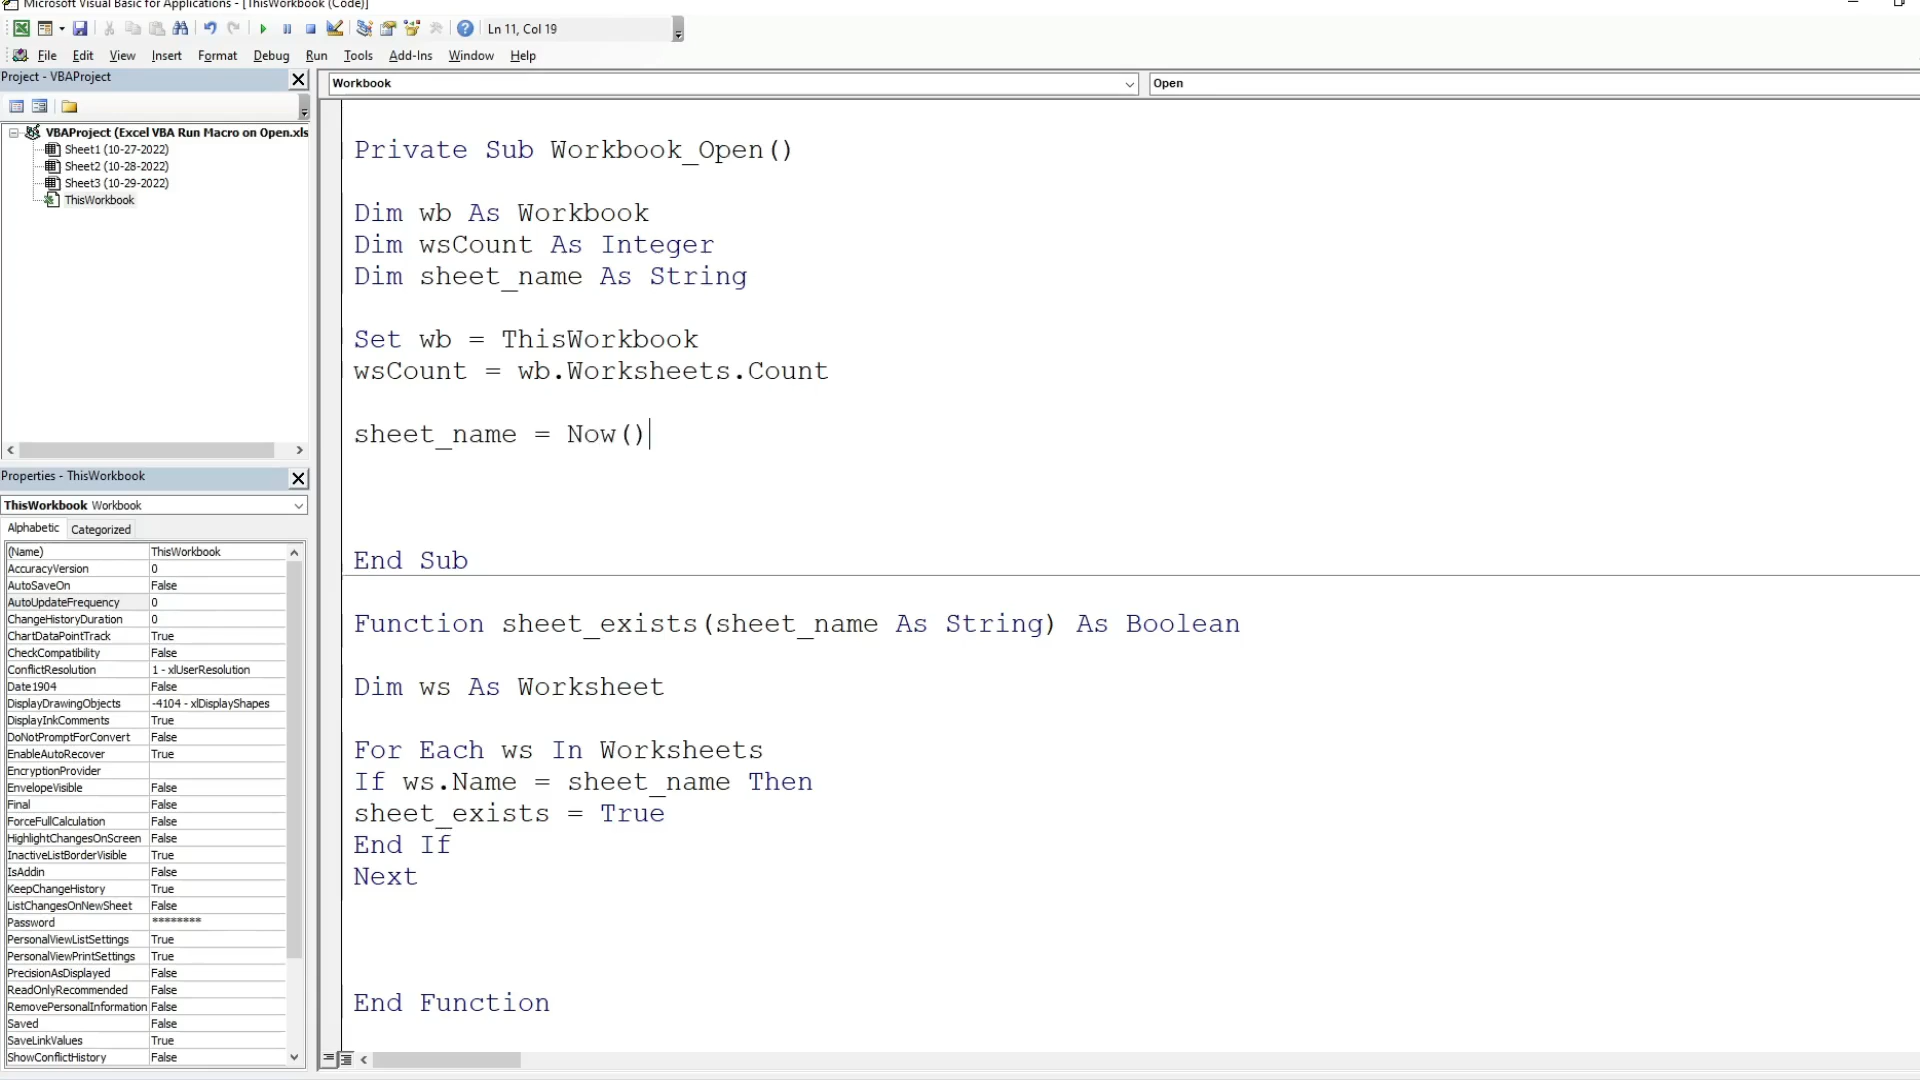 Microsoft Visual Basic for Applications - [ThisWorkbook (Code)]
Ln 11, Col 19
File Edit View Insert Format Debug Run Tools Add-Ins Window Help
Project - VBAProject
VBAProject (Excel VBA Run Macro on Open.xls
Sheet1 (10-27-2022)
Sheet2 (10-28-2022)
Sheet3 (10-29-2022)
ThisWorkbook
Properties - ThisWorkbook
ThisWorkbook Workbook
Alphabetic Categorized
(Name) ThisWorkbook
AccuracyVersion 0
AutoSaveOn False
AutoUpdateFrequency 0
ChangeHistoryDuration 0
ChartDataPointTrack True
CheckCompatibility False
ConflictResolution 1 - xlUserResolution
Date1904 False
DisplayDrawingObjects -4104 - xlDisplayShapes
DisplayInkComments True
DoNotPromptForConvert False
EnableAutoRecover True
EncryptionProvider
EnvelopeVisible False
Final False
ForceFullCalculation False
HighlightChangesOnScreen False
InactiveListBorderVisible True
IsAddin False
KeepChangeHistory True
ListChangesOnNewSheet False
Password ********
PersonalViewListSettings True
PersonalViewPrintSettings True
PrecisionAsDisplayed False
ReadOnlyRecommended False
RemovePersonalInformation False
Saved False
SaveLinkValues True
ShowConflictHistory False
Workbook Open
Private Sub Workbook_Open()
Dim wb As Workbook
Dim wsCount As Integer
Dim sheet_name As String
Set wb = ThisWorkbook
wsCount = wb.Worksheets.Count
sheet_name = Now()
End Sub
Function sheet_exists(sheet_name As String) As Boolean
Dim ws As Worksheet
For Each ws In Worksheets
If ws.Name = sheet_name Then
sheet_exists = True
End If
Next
End Function